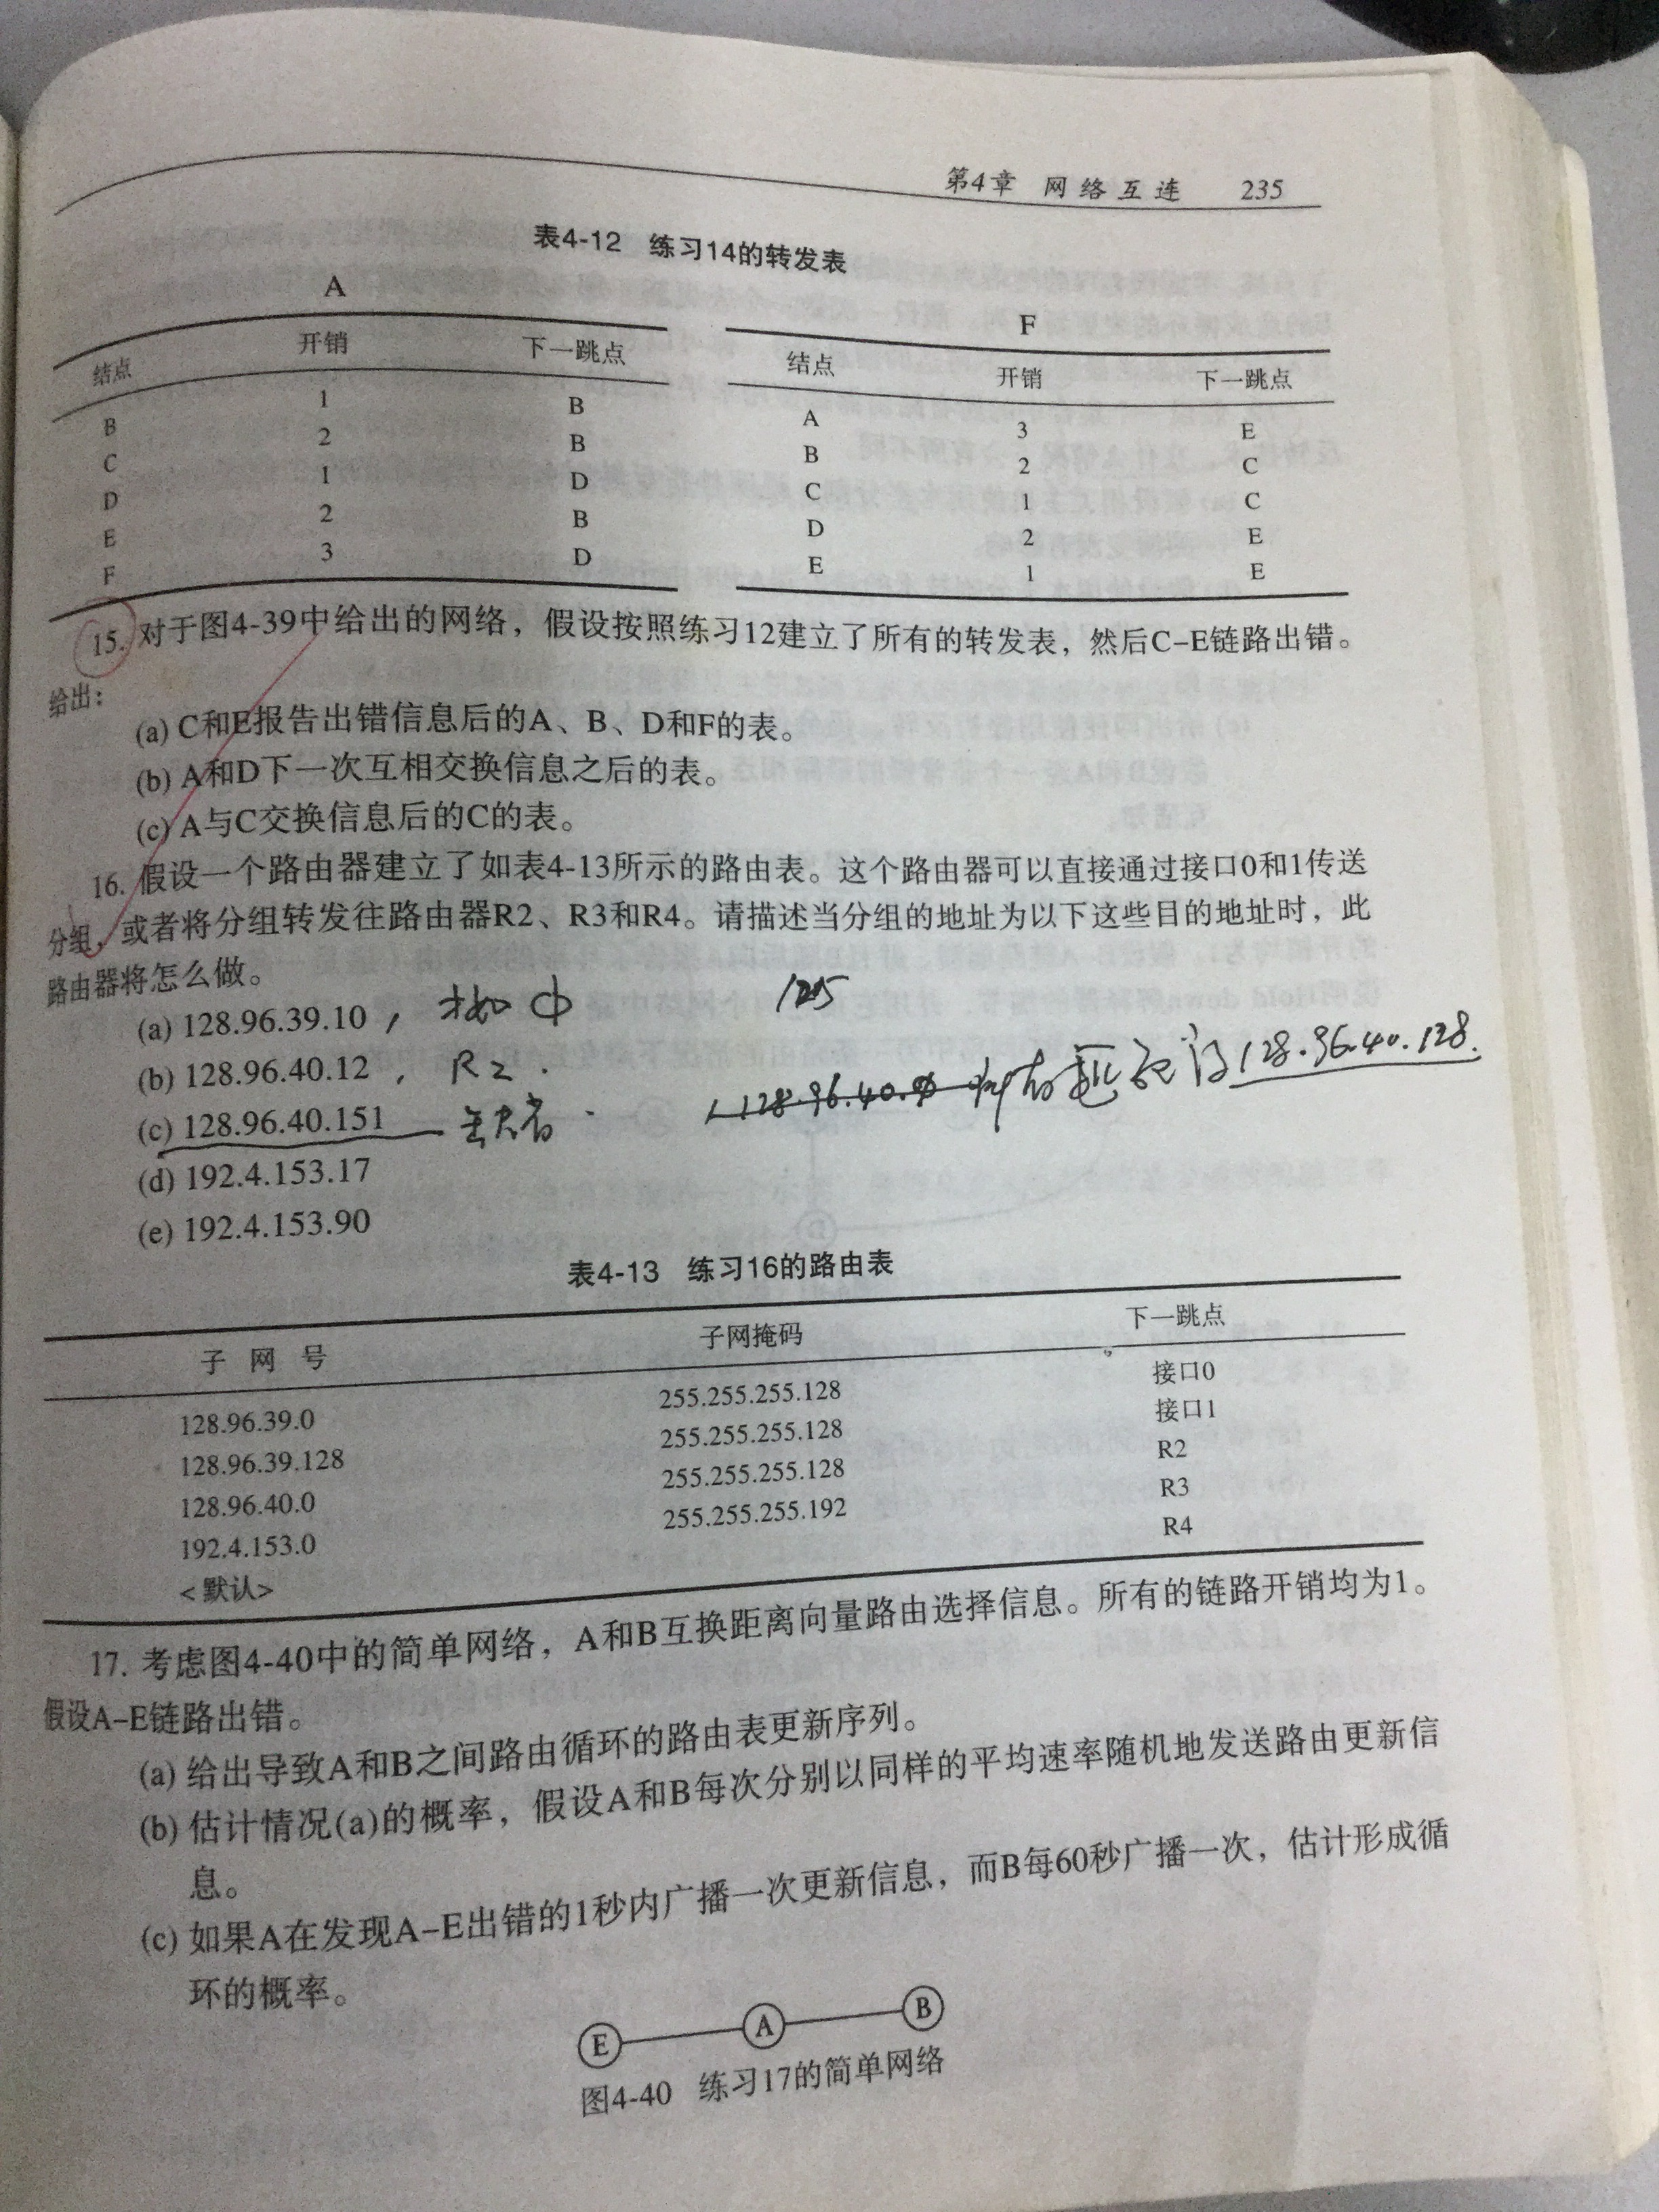 第4章 网络互连 235
表4-12 练习14的转发表
A
结点 开销 下一跳点
B 1 B
C 2 B
D 1 D
E 2 B
F 3 D
F
结点 开销 下一跳点
A 3 E
B 2 C
C 1 C
D 2 E
E 1 E
15. 对于图4-39中给出的网络，假设按照练习12建立了所有的转发表，然后C-E链路出错。
给出：
(a) C和E报告出错信息后的A、B、D和F的表。
(b) A和D下一次互相交换信息之后的表。
(c) A与C交换信息后的C的表。
16. 假设一个路由器建立了如表4-13所示的路由表。这个路由器可以直接通过接口0和1传送
分组，或者将分组转发往路由器R2、R3和R4。请描述当分组的地址为以下这些目的地址时，此
路由器将怎么做。
(a) 128.96.39.10 ,
(b) 128.96.40.12 , R2.
(c) 128.96.40.151
128.96.40.128.
(d) 192.4.153.17
(e) 192.4.153.90
表4-13 练习16的路由表
子网号 子网掩码 下一跳点
128.96.39.0 255.255.255.128 接口0
128.96.39.128 255.255.255.128 接口1
128.96.40.0 255.255.255.128 R2
192.4.153.0 255.255.255.192 R3
<默认> R4
17. 考虑图4-40中的简单网络，A和B互换距离向量路由选择信息。所有的链路开销均为1。
假设A-E链路出错。
(a) 给出导致A和B之间路由循环的路由表更新序列。
(b) 估计情况(a)的概率，假设A和B每次分别以同样的平均速率随机地发送路由更新信
息。
(c) 如果A在发现A-E出错的1秒内广播一次更新信息，而B每60秒广播一次，估计形成循
环的概率。
E A B
图4-40 练习17的简单网络